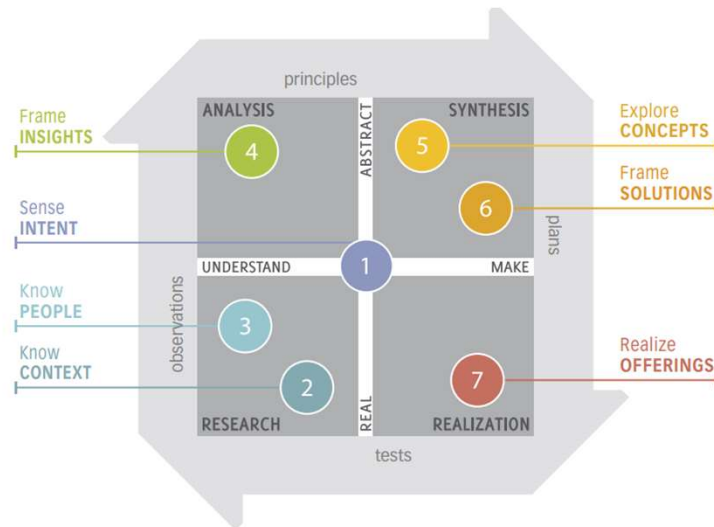 principles
Frame
INSIGHTS
ANALYSIS
4
ABSTRACT
SYNTHESIS
5
Explore
CONCEPTS
6
Frame
SOLUTIONS
Sense
INTENT
plans
UNDERSTAND
1
MAKE
Know
PEOPLE
3
observations
Know
CONTEXT
2
Realize
OFFERINGS
7
RESEARCH
REAL
REALIZATION
tests